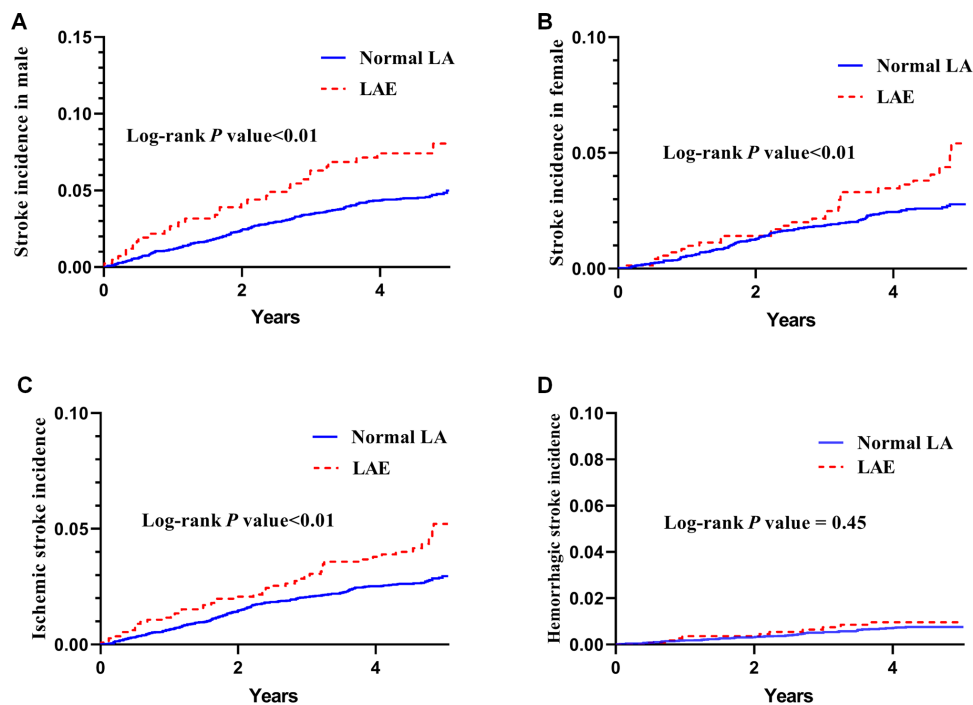 A
Stroke incidence in male
0.15
0.10
0.05
0.00
Normal LA
LAE
Log-rank P value<0.01
0
2
4
Years
B
Stroke incidence in female
0.10
0.05
0.00
Normal LA
LAE
Log-rank P value<0.01
0
2
4
Years
C
Ischemic stroke incidence
0.10
0.05
0.00
Normal LA
LAE
Log-rank P value<0.01
0
2
4
Years
D
Hemorrhagic stroke incidence
0.10
0.08
0.06
0.04
0.02
0.00
Normal LA
LAE
Log-rank P value = 0.45
0
2
4
Years